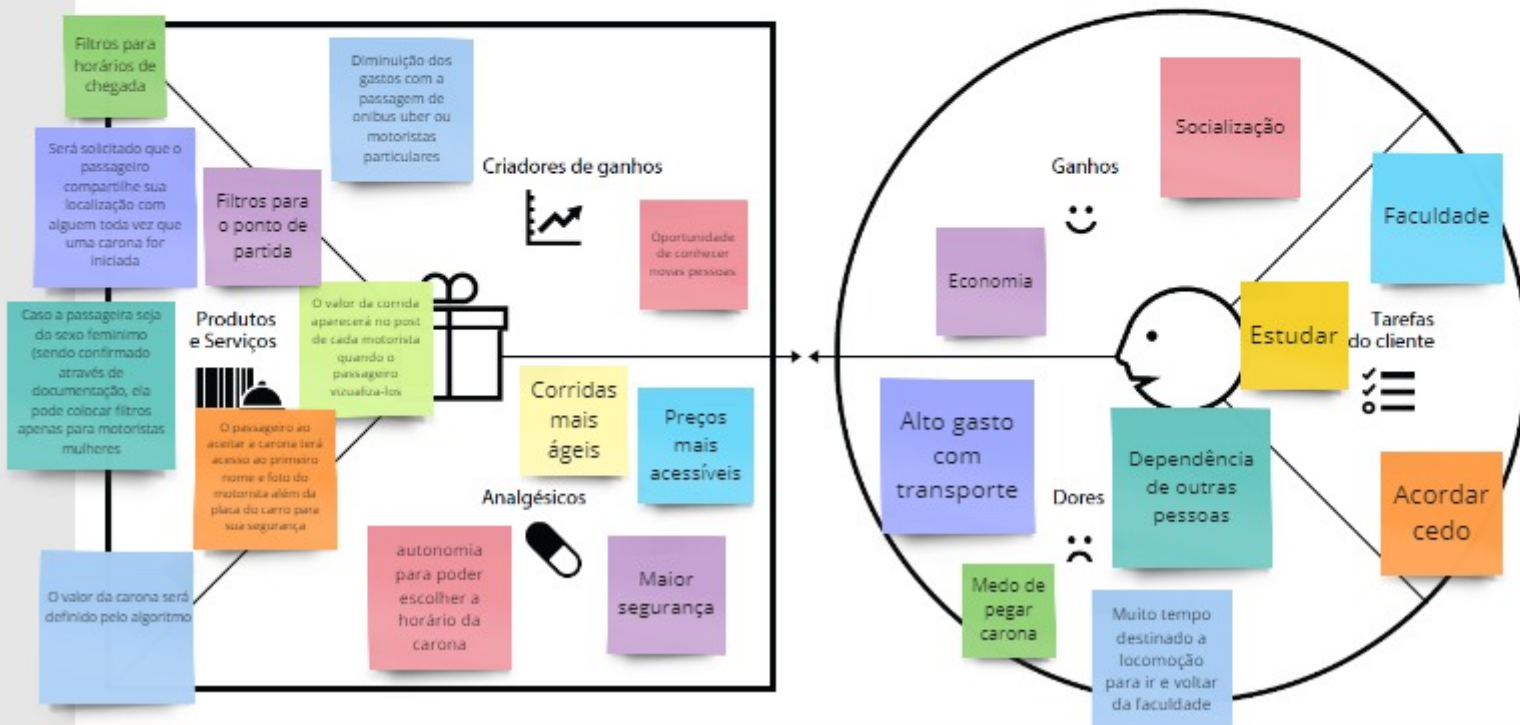 Filtros para
horários de
chegada
Será solicitado que o
passageiro
compartilhe sua
localização com
alguem toda vez que
uma carona for
iniciada
Caso a passageira seja
do sexo feminimo
(sendo confirmado
através de
documentação, ela
pode colocar filtros
apenas para motoristas
mulheres
O valor da carona será
definido pelo algoritmo
Filtros para
o ponto de
partida
Produtos
e Serviços
O valor da corrida
aparecerá no post
de cada motorista
quando o
passageiro
vizualiza-los
O passageiro ao
aceitar a carona terá
acesso ao primeiro
nome e foto do
motorista além da
placa do carro para
sua segurança
Diminuição dos
gastos com a
passagem de
onibus uber ou
motoristas
particulares
Criadores de ganhos
Oportunidade
de conhecer
novas pessoas
Corridas
mais
ágeis
Preços
mais
acessíveis
Analgésicos
autonomia
para poder
escolher a
horário da
carona
Maior
segurança
Socialização
Ganhos
Economia
Faculdade
Estudar
Tarefas
do cliente
Acordar
cedo
Alto gasto
com
transporte
Dores
Dependência
de outras
pessoas
Medo de
pegar
carona
Muito tempo
destinado a
locomoção
para ir e voltar
da faculdade